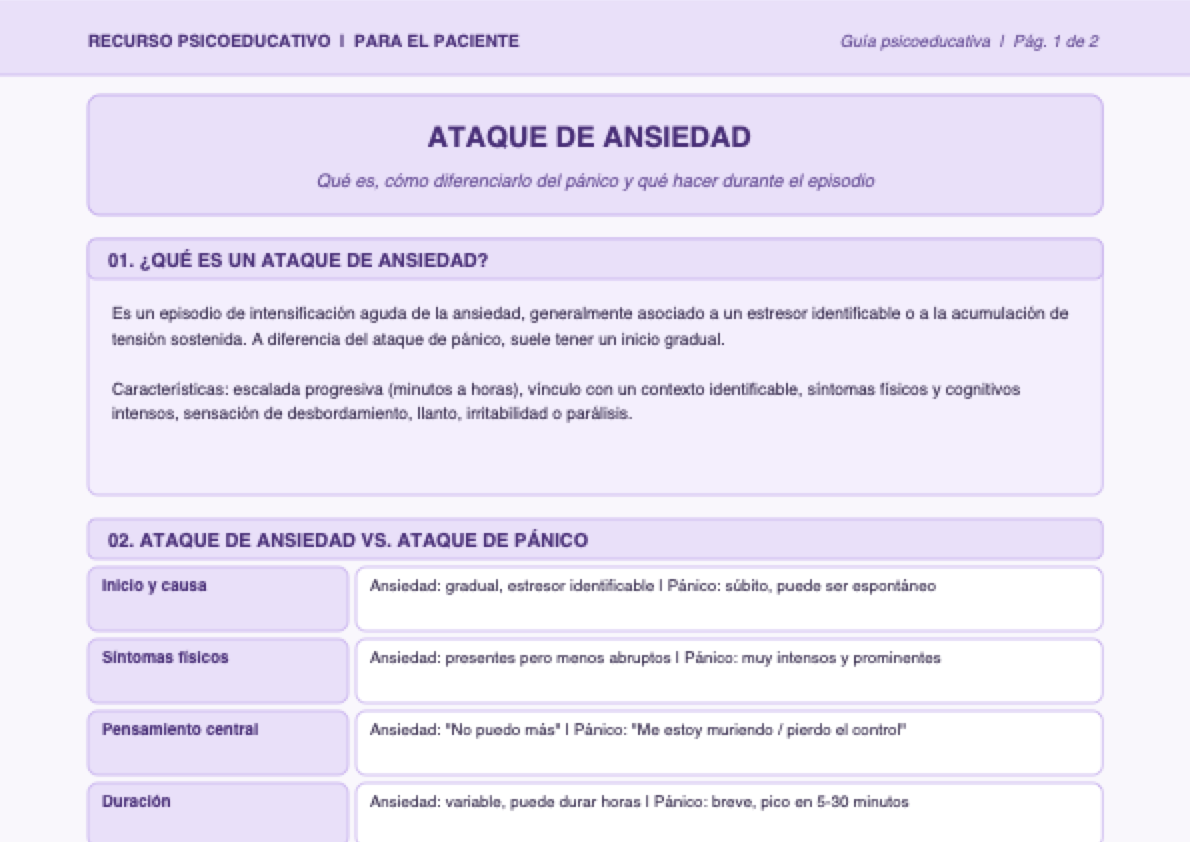 RECURSO PSICOEDUCATIVO | PARA EL PACIENTE
Guía psicoeducativa | Pág. 1 de 2
ATAQUE DE ANSIEDAD
Qué es, cómo diferenciarlo del pánico y qué hacer durante el episodio
01. ¿QUÉ ES UN ATAQUE DE ANSIEDAD?
Es un episodio de intensificación aguda de la ansiedad, generalmente asociado a un estresor identificable o a la acumulación de
tensión sostenida. A diferencia del ataque de pánico, suele tener un inicio gradual.
Características: escalada progresiva (minutos a horas), vínculo con un contexto identificable, síntomas físicos y cognitivos
intensos, sensación de desbordamiento, llanto, irritabilidad o parálisis.
02. ATAQUE DE ANSIEDAD VS. ATAQUE DE PÁNICO
Inicio y causa
Ansiedad: gradual, estresor identificable | Pánico: súbito, puede ser espontáneo
Síntomas físicos
Ansiedad: presentes pero menos abruptos | Pánico: muy intensos y prominentes
Pensamiento central
Ansiedad: "No puedo más" | Pánico: "Me estoy muriendo / pierdo el control"
Duración
Ansiedad: variable, puede durar horas | Pánico: breve, pico en 5-30 minutos